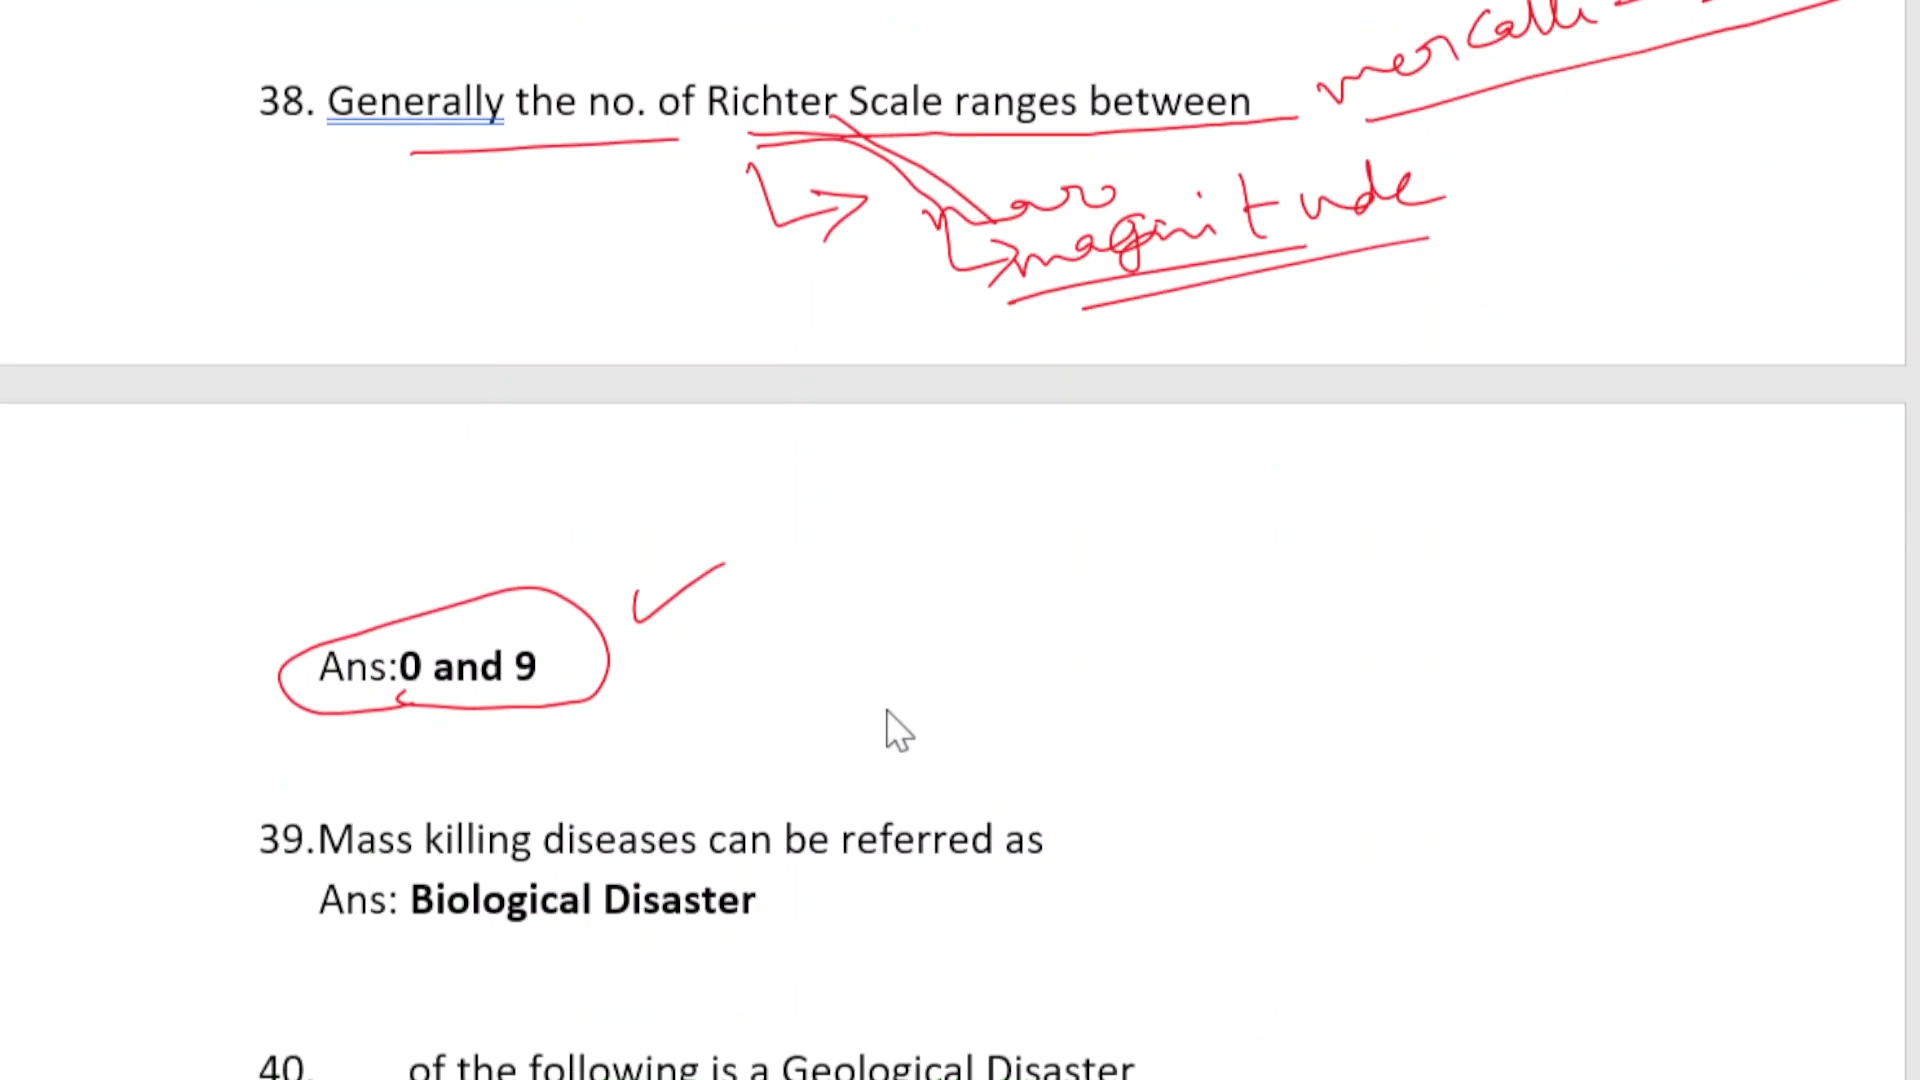 mercalli
38. Generally the no. of Richter Scale ranges between
magnitude
Ans:0 and 9
39.Mass killing diseases can be referred as
Ans: Biological Disaster
40. of the following is a Geological Disaster